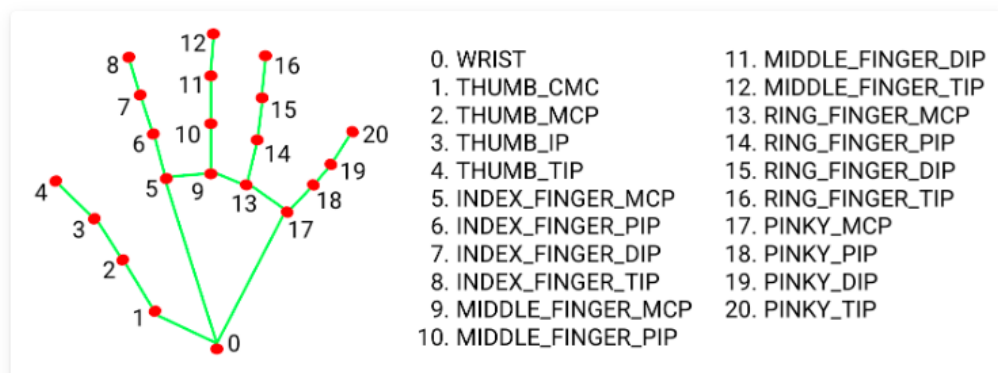 12
8
16
11
7
15
20
10
6
14
19
4
5
9
13
18
3
17
2
1
0
0. WRIST
1. THUMB_CMC
2. THUMB_MCP
3. THUMB_IP
4. THUMB_TIP
5. INDEX_FINGER_MCP
6. INDEX_FINGER_PIP
7. INDEX_FINGER_DIP
8. INDEX_FINGER_TIP
9. MIDDLE_FINGER_MCP
10. MIDDLE_FINGER_PIP
11. MIDDLE_FINGER_DIP
12. MIDDLE_FINGER_TIP
13. RING_FINGER_MCP
14. RING_FINGER_PIP
15. RING_FINGER_DIP
16. RING_FINGER_TIP
17. PINKY_MCP
18. PINKY_PIP
19. PINKY_DIP
20. PINKY_TIP